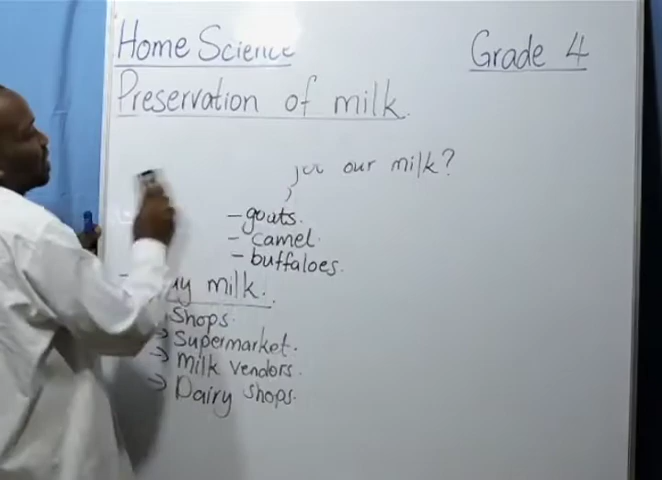 Home Science
Grade 4
Preservation of milk.
our milk?
- goats.
- camel.
- buffaloes.
milk.
Shops.
→ Supermarket.
→ Milk vendors.
→ Dairy shops.